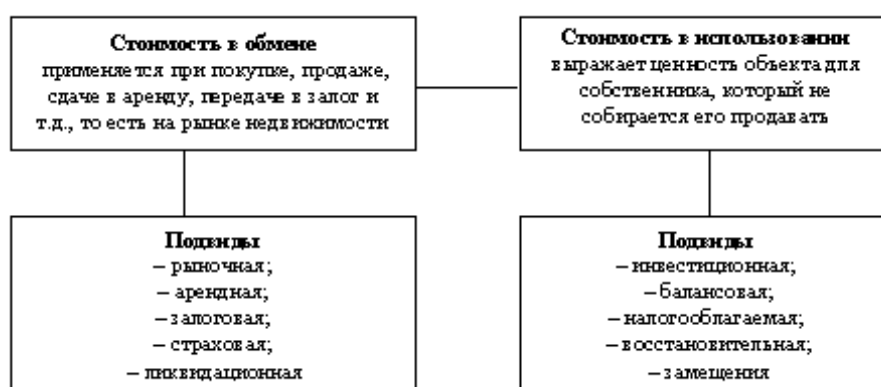 Стоимость в обмене
применяется при покупке, продаже,
сдаче в аренду, передаче в залог и
т.д., то есть на рынке недвижимости
Стоимость в использовании
выражает ценность объекта для
собственника, который не
собирается его продавать
Подвиды
– рыночная;
– арендная;
– залоговая;
– страховая;
– ликвидационная
Подвиды
– инвестиционная;
– балансовая;
– налогооблагаемая;
– восстановительная;
– замещения